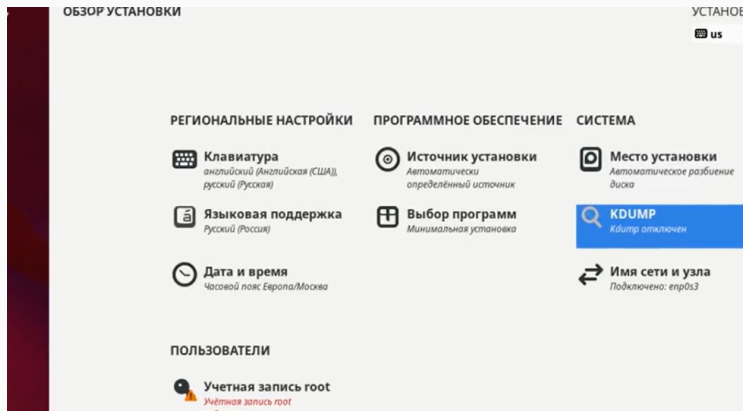 ОБЗОР УСТАНОВКИ
us
РЕГИОНАЛЬНЫЕ НАСТРОЙКИ
Клавиатура
английский (Английская (США)),
русский (Русская)
Языковая поддержка
Русский (Россия)
Дата и время
Часовой пояс Европа/Москва
ПРОГРАММНОЕ ОБЕСПЕЧЕНИЕ
Источник установки
Автоматически
определённый источник
Выбор программ
Минимальная установка
СИСТЕМА
Место установки
Автоматическое разбиение
диска
KDUMP
Kdump отключен
Имя сети и узла
Подключено: enp0s3
ПОЛЬЗОВАТЕЛИ
Учетная запись root
Учётная запись root